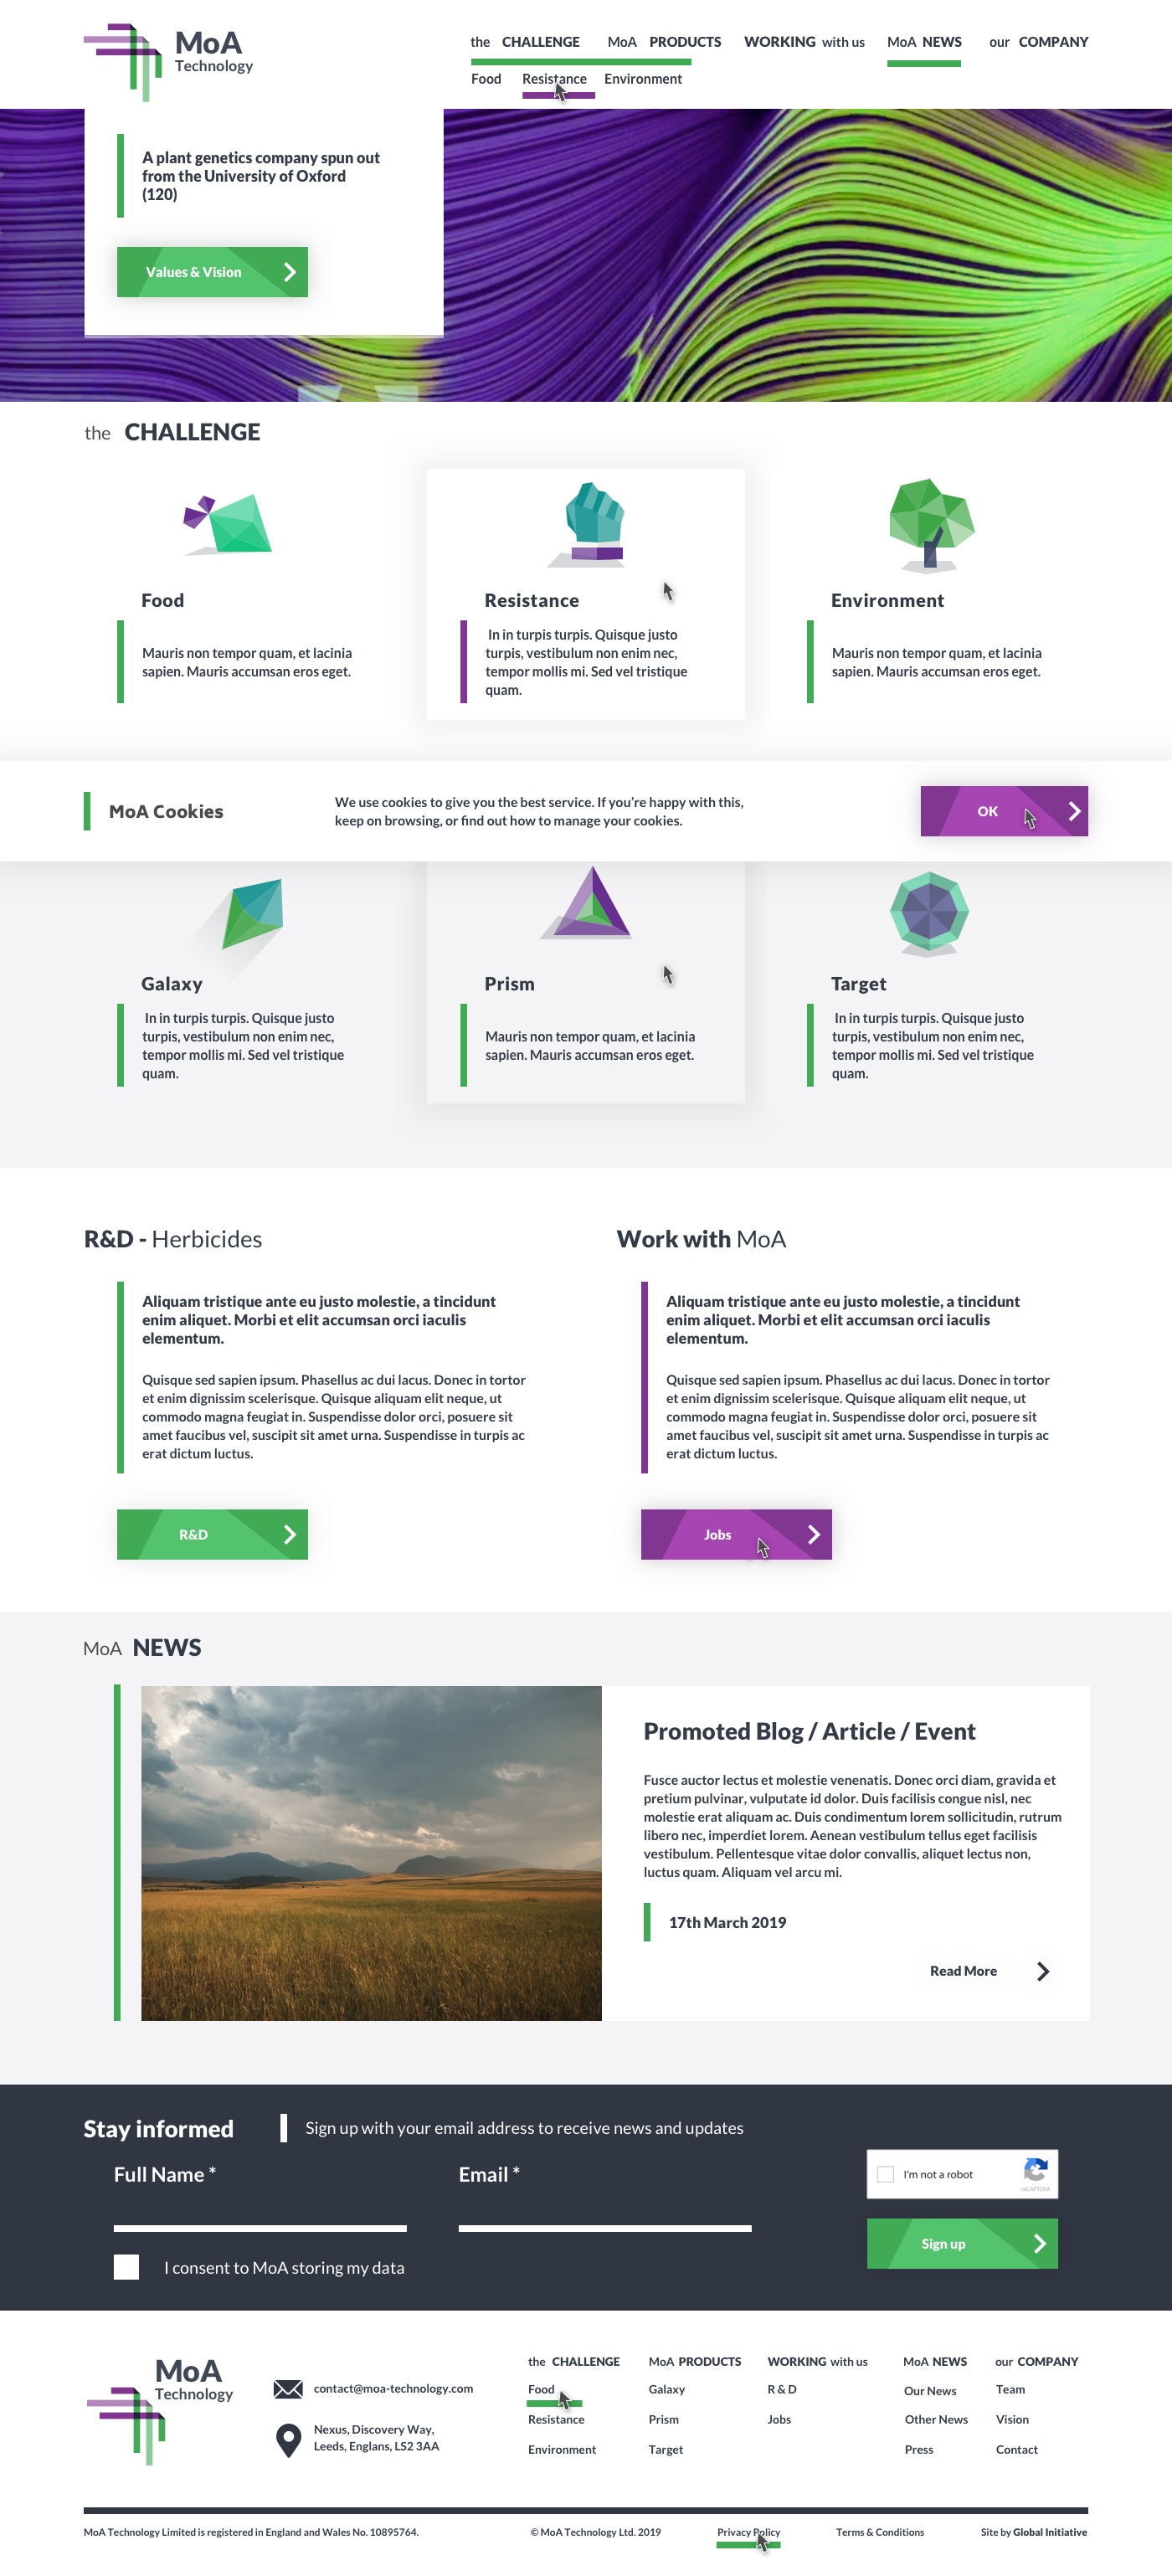 MoA
Technology
the CHALLENGE MoA PRODUCTS WORKING with us MoA NEWS our COMPANY
Food Resistance Environment
A plant genetics company spun out
from the University of Oxford
(120)
Values & Vision
the CHALLENGE
Food
Mauris non tempor quam, et lacinia
sapien. Mauris accumsan eros eget.
Resistance
In in turpis turpis. Quisque justo
turpis, vestibulum non enim nec,
tempor mollis mi. Sed vel tristique
quam.
Environment
Mauris non tempor quam, et lacinia
sapien. Mauris accumsan eros eget.
MoA Cookies
We use cookies to give you the best service. If you're happy with this,
keep on browsing, or find out how to manage your cookies.
OK
Galaxy
In in turpis turpis. Quisque justo
turpis, vestibulum non enim nec,
tempor mollis mi. Sed vel tristique
quam.
Prism
Mauris non tempor quam, et lacinia
sapien. Mauris accumsan eros eget.
Target
In in turpis turpis. Quisque justo
turpis, vestibulum non enim nec,
tempor mollis mi. Sed vel tristique
quam.
R&D - Herbicides
Aliquam tristique ante eu justo molestie, a tincidunt
enim aliquet. Morbi et elit accumsan orci iaculis
elementum.
Quisque sed sapien ipsum. Phasellus ac dui lacus. Donec in tortor
et enim dignissim scelerisque. Quisque aliquam elit neque, ut
commodo magna feugiat in. Suspendisse dolor orci, posuere sit
amet faucibus vel, suscipit sit amet urna. Suspendisse in turpis ac
erat dictum luctus.
R&D
Work with MoA
Aliquam tristique ante eu justo molestie, a tincidunt
enim aliquet. Morbi et elit accumsan orci iaculis
elementum.
Quisque sed sapien ipsum. Phasellus ac dui lacus. Donec in tortor
et enim dignissim scelerisque. Quisque aliquam elit neque, ut
commodo magna feugiat in. Suspendisse dolor orci, posuere sit
amet faucibus vel, suscipit sit amet urna. Suspendisse in turpis ac
erat dictum luctus.
Jobs
MoA NEWS
Promoted Blog / Article / Event
Fusce auctor lectus et molestie venenatis. Donec orci diam, gravida et
pretium pulvinar, vulputate id dolor. Duis facilisis congue nisl, nec
molestie erat aliquam ac. Duis condimentum lorem sollicitudin, rutrum
libero nec, imperdiet lorem. Aenean vestibulum tellus eget facilisis
vestibulum. Pellentesque vitae dolor convallis, aliquet lectus non,
luctus quam. Aliquam vel arcu mi.
17th March 2019
Read More
Stay informed
Sign up with your email address to receive news and updates
Full Name *
Email *
I consent to MoA storing my data
I'm not a robot
reCAPTCHA
Sign up
MoA
Technology
contact@moa-technology.com
Nexus, Discovery Way,
Leeds, Englans, LS2 3AA
the CHALLENGE
Food
Resistance
Environment
MoA PRODUCTS
Galaxy
Prism
Target
WORKING with us
R & D
Jobs
MoA NEWS
Our News
Other News
Press
our COMPANY
Team
Vision
Contact
MoA Technology Limited is registered in England and Wales No. 10895764.
© MoA Technology Ltd. 2019
Privacy Policy
Terms & Conditions
Site by Global Initiative